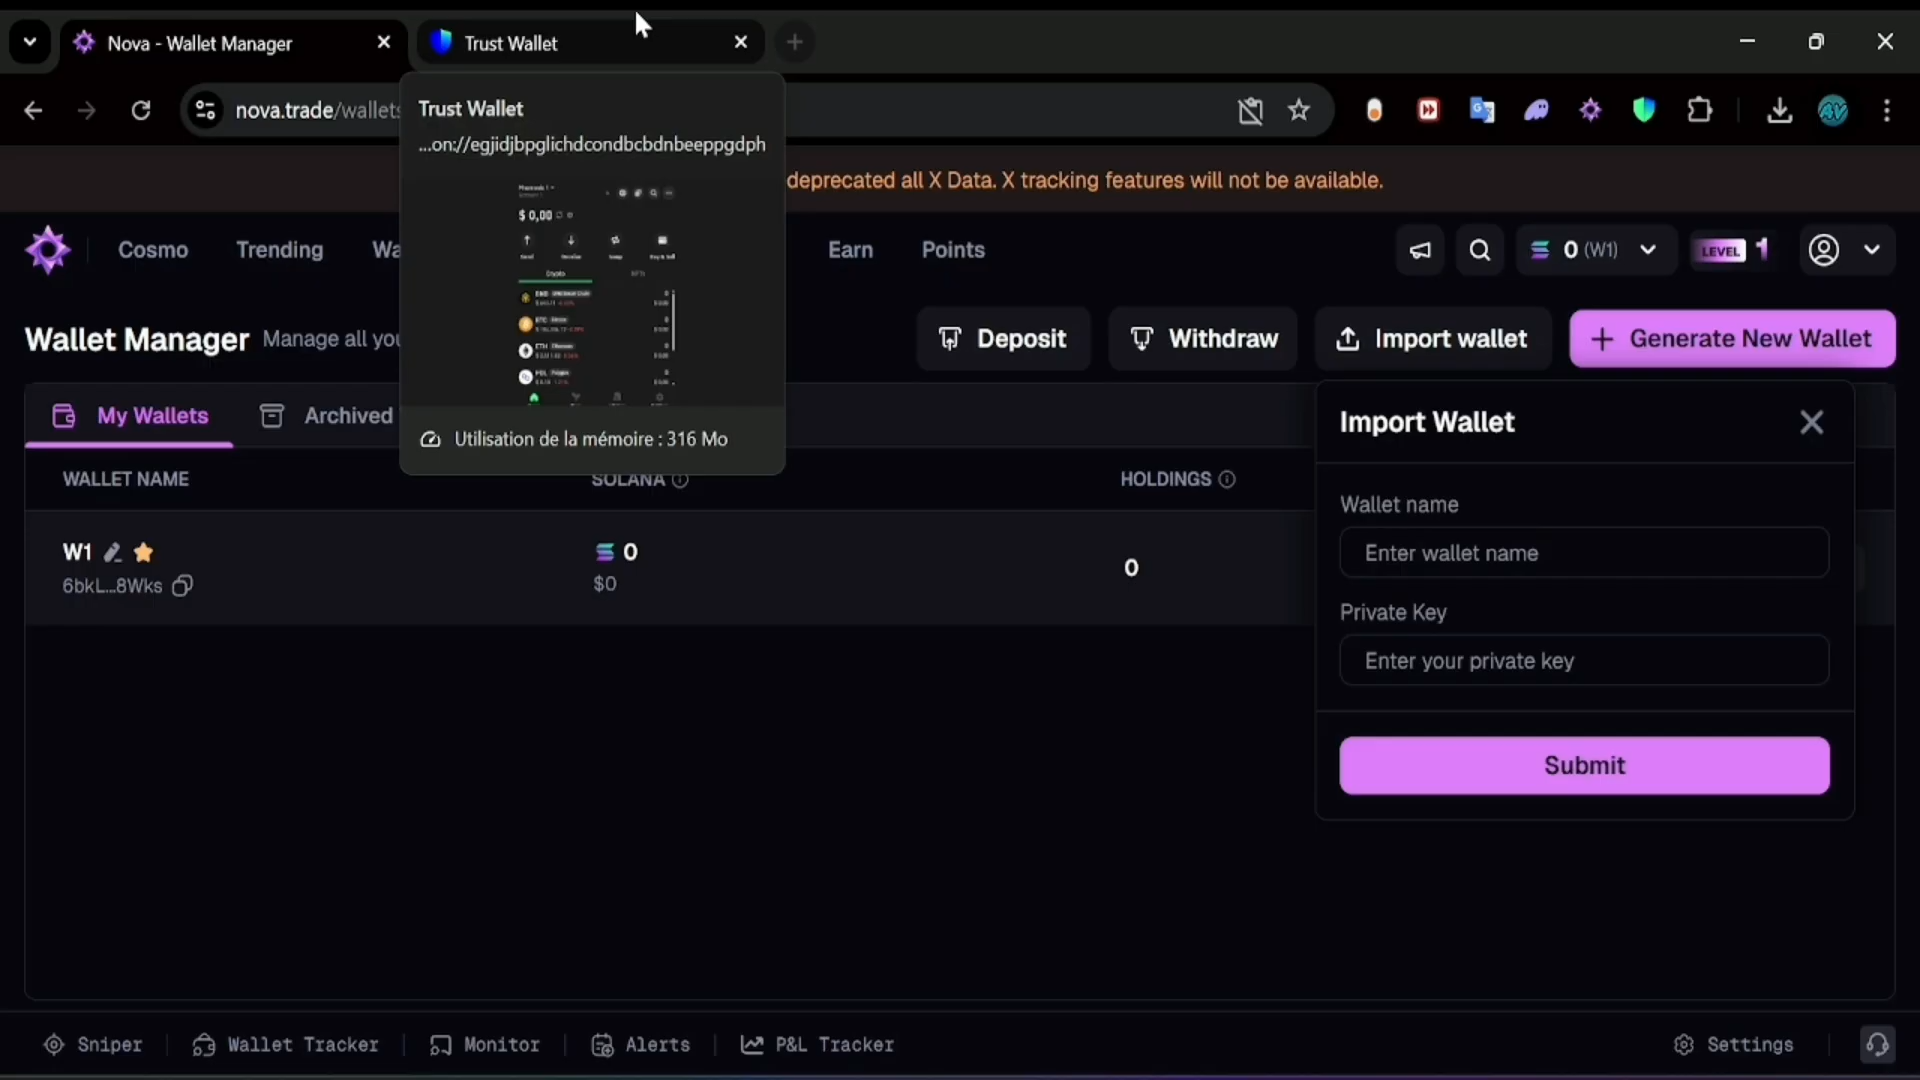 Nova - Wallet Manager
Trust Wallet
nova.trade/wallets
Trust Wallet
...on://egjidjbpglichdcondbcbdnbeeppgdph
$ 0,00
Utilisation de la mémoire : 316 Mo
deprecated all X Data. X tracking features will not be available.
Cosmo
Trending
Wa
Earn
Points
0 (W1)
LEVEL 1
Wallet Manager
Manage all you
Deposit
Withdraw
Import wallet
+ Generate New Wallet
My Wallets
Archived
WALLET NAME
SOLANA
HOLDINGS
W1
6bkL...8Wks
0
$0
0
Import Wallet
Wallet name
Enter wallet name
Private Key
Enter your private key
Submit
Sniper
Wallet Tracker
Monitor
Alerts
P&L Tracker
Settings